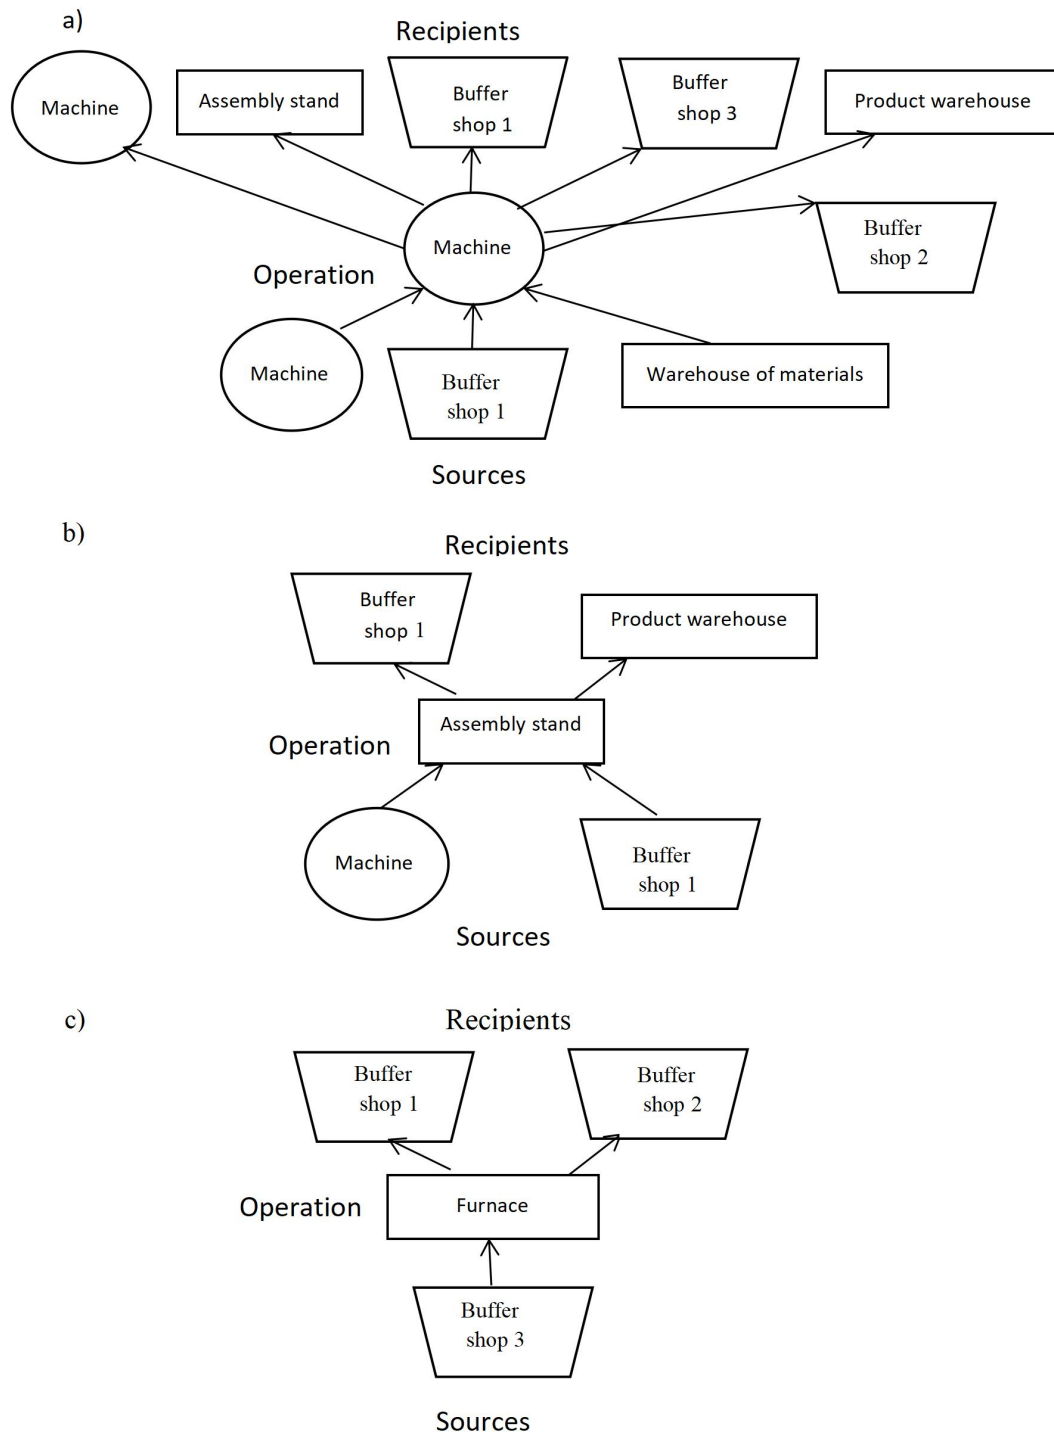 a)
Recipients
Machine
Assembly stand
Buffer
shop 1
Buffer
shop 3
Product warehouse
Machine
Buffer
shop 2
Operation
Machine
Buffer
shop 1
Warehouse of materials
Sources
b)
Recipients
Buffer
shop 1
Product warehouse
Assembly stand
Operation
Machine
Buffer
shop 1
Sources
c)
Recipients
Buffer
shop 1
Buffer
shop 2
Operation
Furnace
Buffer
shop 3
Sources